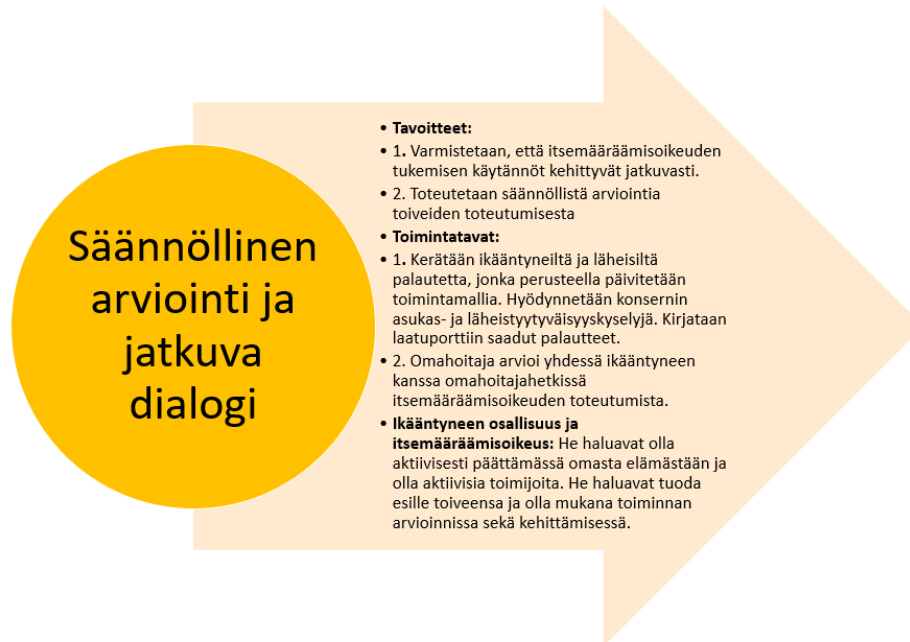 Säännöllinen
arviointi ja
jatkuva
dialogi
• Tavoitteet:
• 1. Varmistetaan, että itsemääräämisoikeuden
tukemisen käytännöt kehittyvät jatkuvasti.
• 2. Toteutetaan säännöllistä arviointia
toiveiden toteutumisesta
• Toimintatavat:
• 1. Kerätään ikääntyneiltä ja läheisiltä
palautetta, jonka perusteella päivitetään
toimintamallia. Hyödynnetään konsernin
asukas- ja läheistyytyväisyyskyselyjä. Kirjataan
laatuporttiin saadut palautteet.
• 2. Omahoitaja arvioi yhdessä ikääntyneen
kanssa omahoitajahetkissä
itsemääräämisoikeuden toteutumista.
• Ikääntyneen osallisuus ja
itsemääräämisoikeus: He haluavat olla
aktiivisesti päättämässä omasta elämästään ja
olla aktiivisia toimijoita. He haluavat tuoda
esille toiveensa ja olla mukana toiminnan
arvioinnissa sekä kehittämisessä.